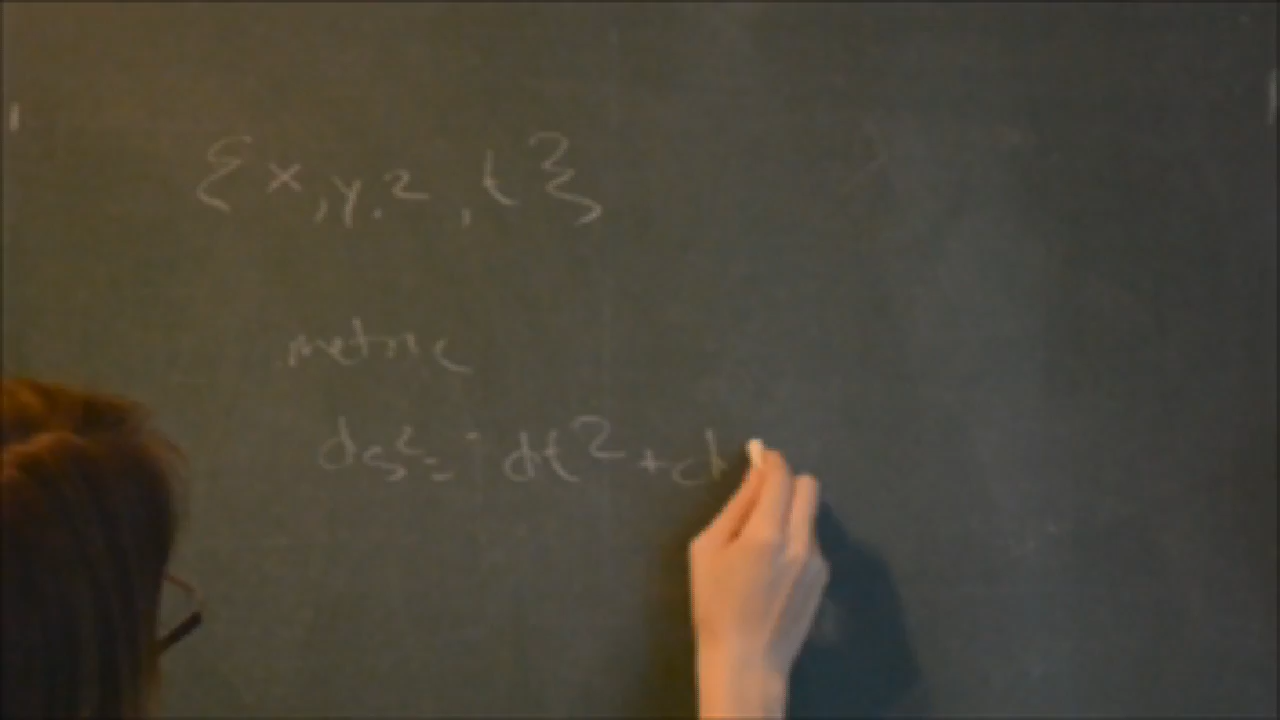 {x,y,z,t}
metric
ds²=-dt²+d